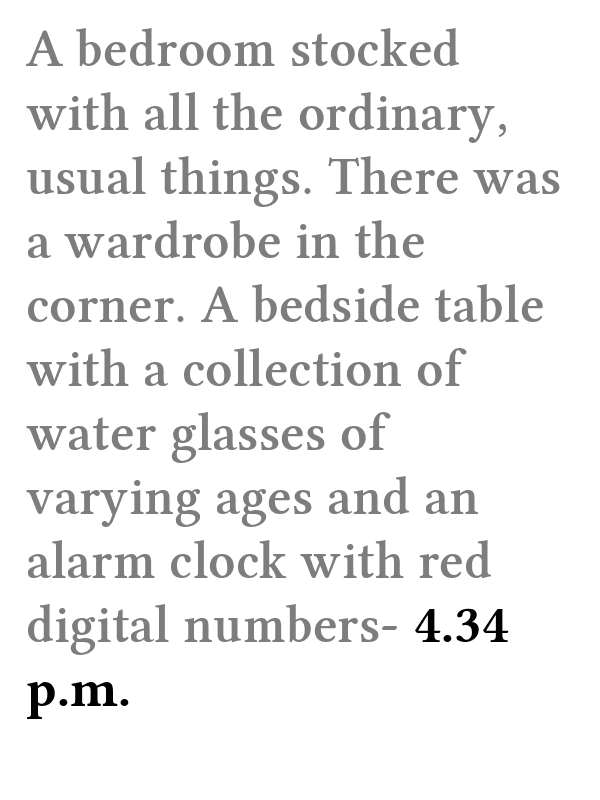 A bedroom stocked
with all the ordinary,
usual things. There was
a wardrobe in the
corner. A bedside table
with a collection of
water glasses of
varying ages and an
alarm clock with red
digital numbers- 4.34
p.m.